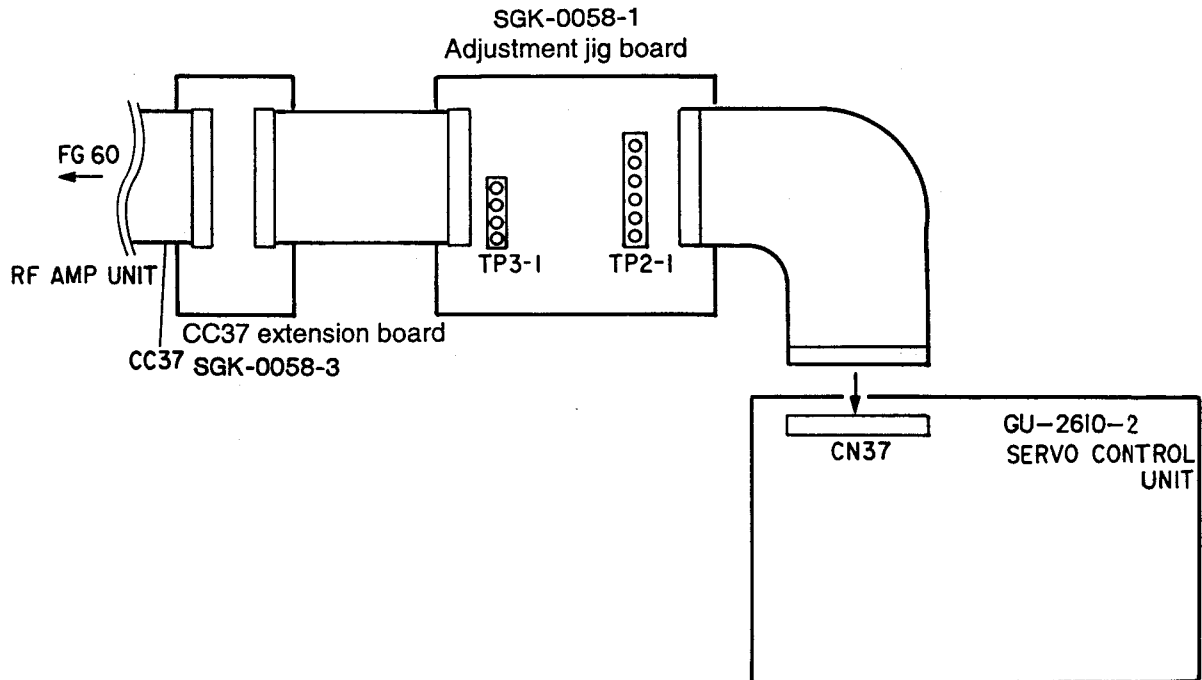 SGK-0058-1
Adjustment jig board
FG 60
TP3-1
TP2-1
RF AMP UNIT
CC37 extension board
CC37
SGK-0058-3
CN37
GU-2610-2
SERVO CONTROL
UNIT